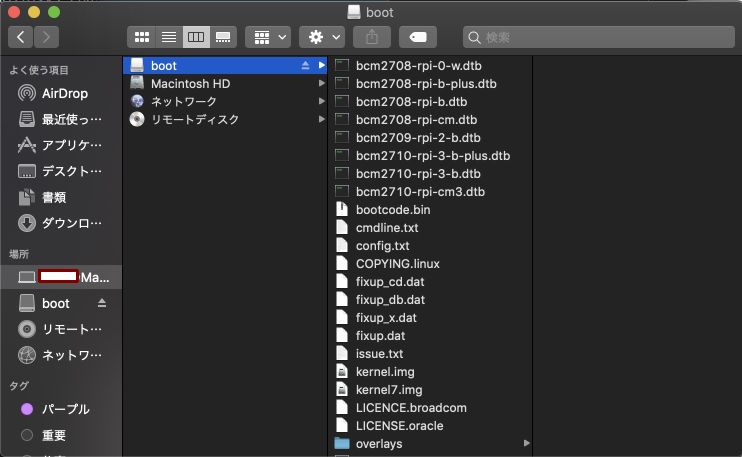 boot
検索
よく使う項目
AirDrop
最近使っ…
アプリケ…
デスクト…
書類
ダウンロ…
場所
Ma...
boot
リモート…
ネットワ…
タグ
パープル
重要
boot
Macintosh HD
ネットワーク
リモートディスク
bcm2708-rpi-0-w.dtb
bcm2708-rpi-b-plus.dtb
bcm2708-rpi-b.dtb
bcm2708-rpi-cm.dtb
bcm2709-rpi-2-b.dtb
bcm2710-rpi-3-b-plus.dtb
bcm2710-rpi-3-b.dtb
bcm2710-rpi-cm3.dtb
bootcode.bin
cmdline.txt
config.txt
COPYING.linux
fixup_cd.dat
fixup_db.dat
fixup_x.dat
fixup.dat
issue.txt
kernel.img
kernel7.img
LICENCE.broadcom
LICENSE.oracle
overlays